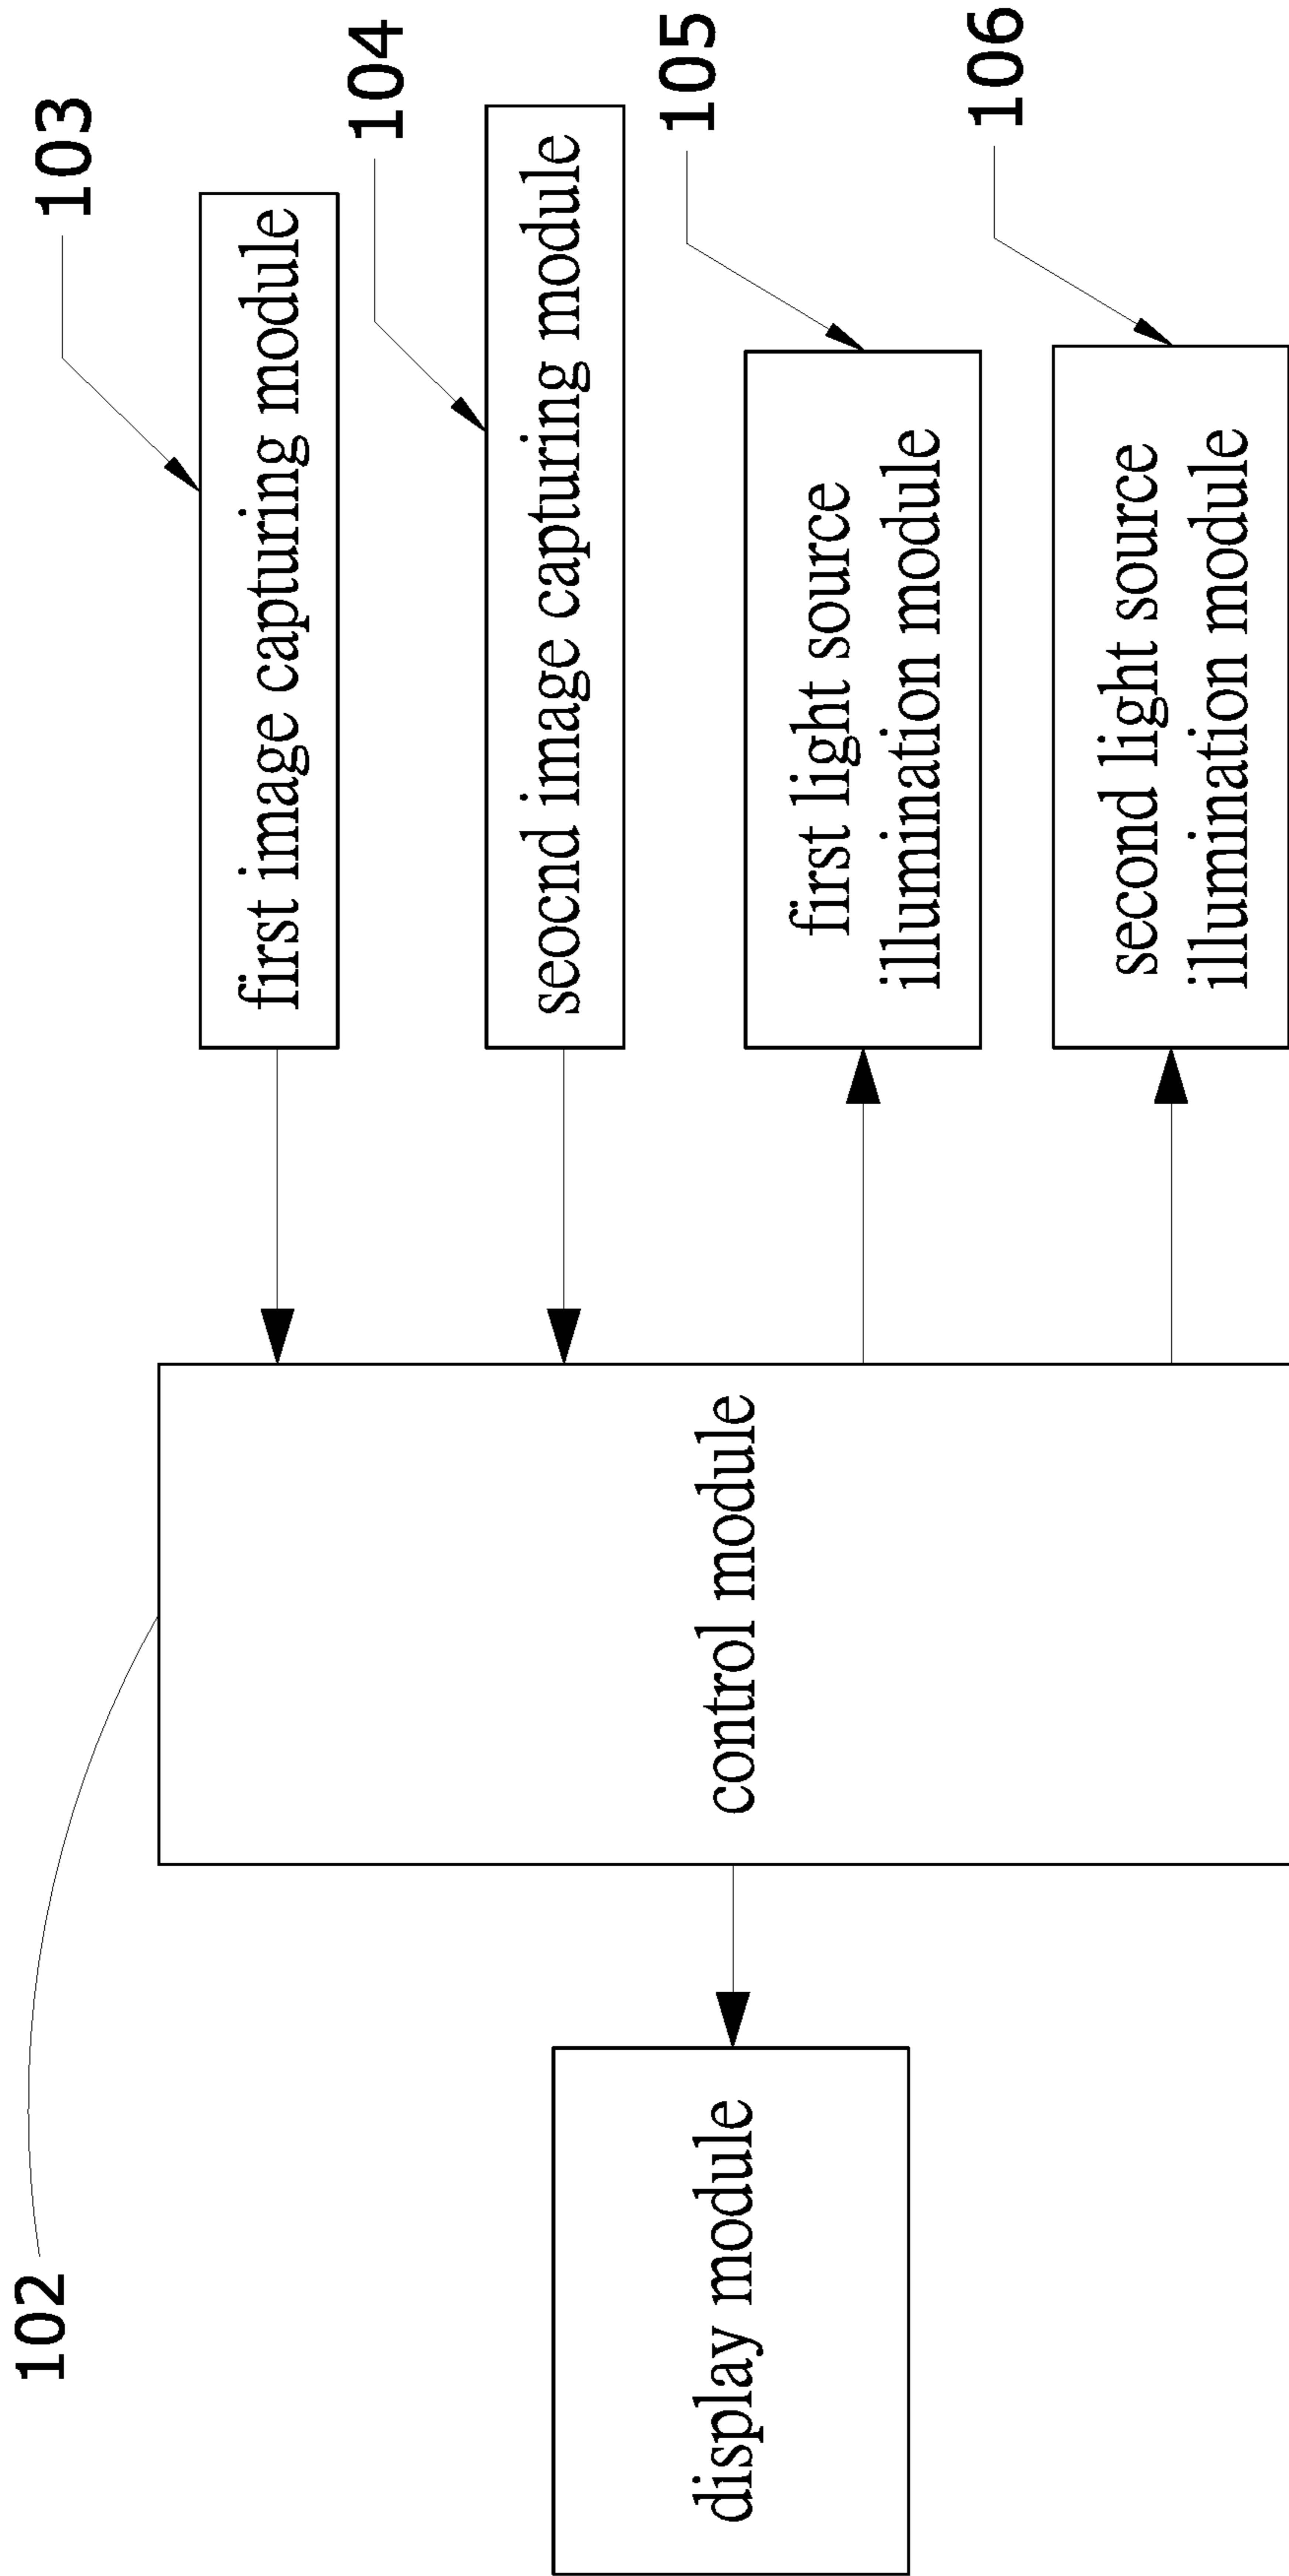 102
103
104
105
106
first image capturing module
seocnd image capturing module
first light source
illumination module
second light source
illumination module
control module
display module